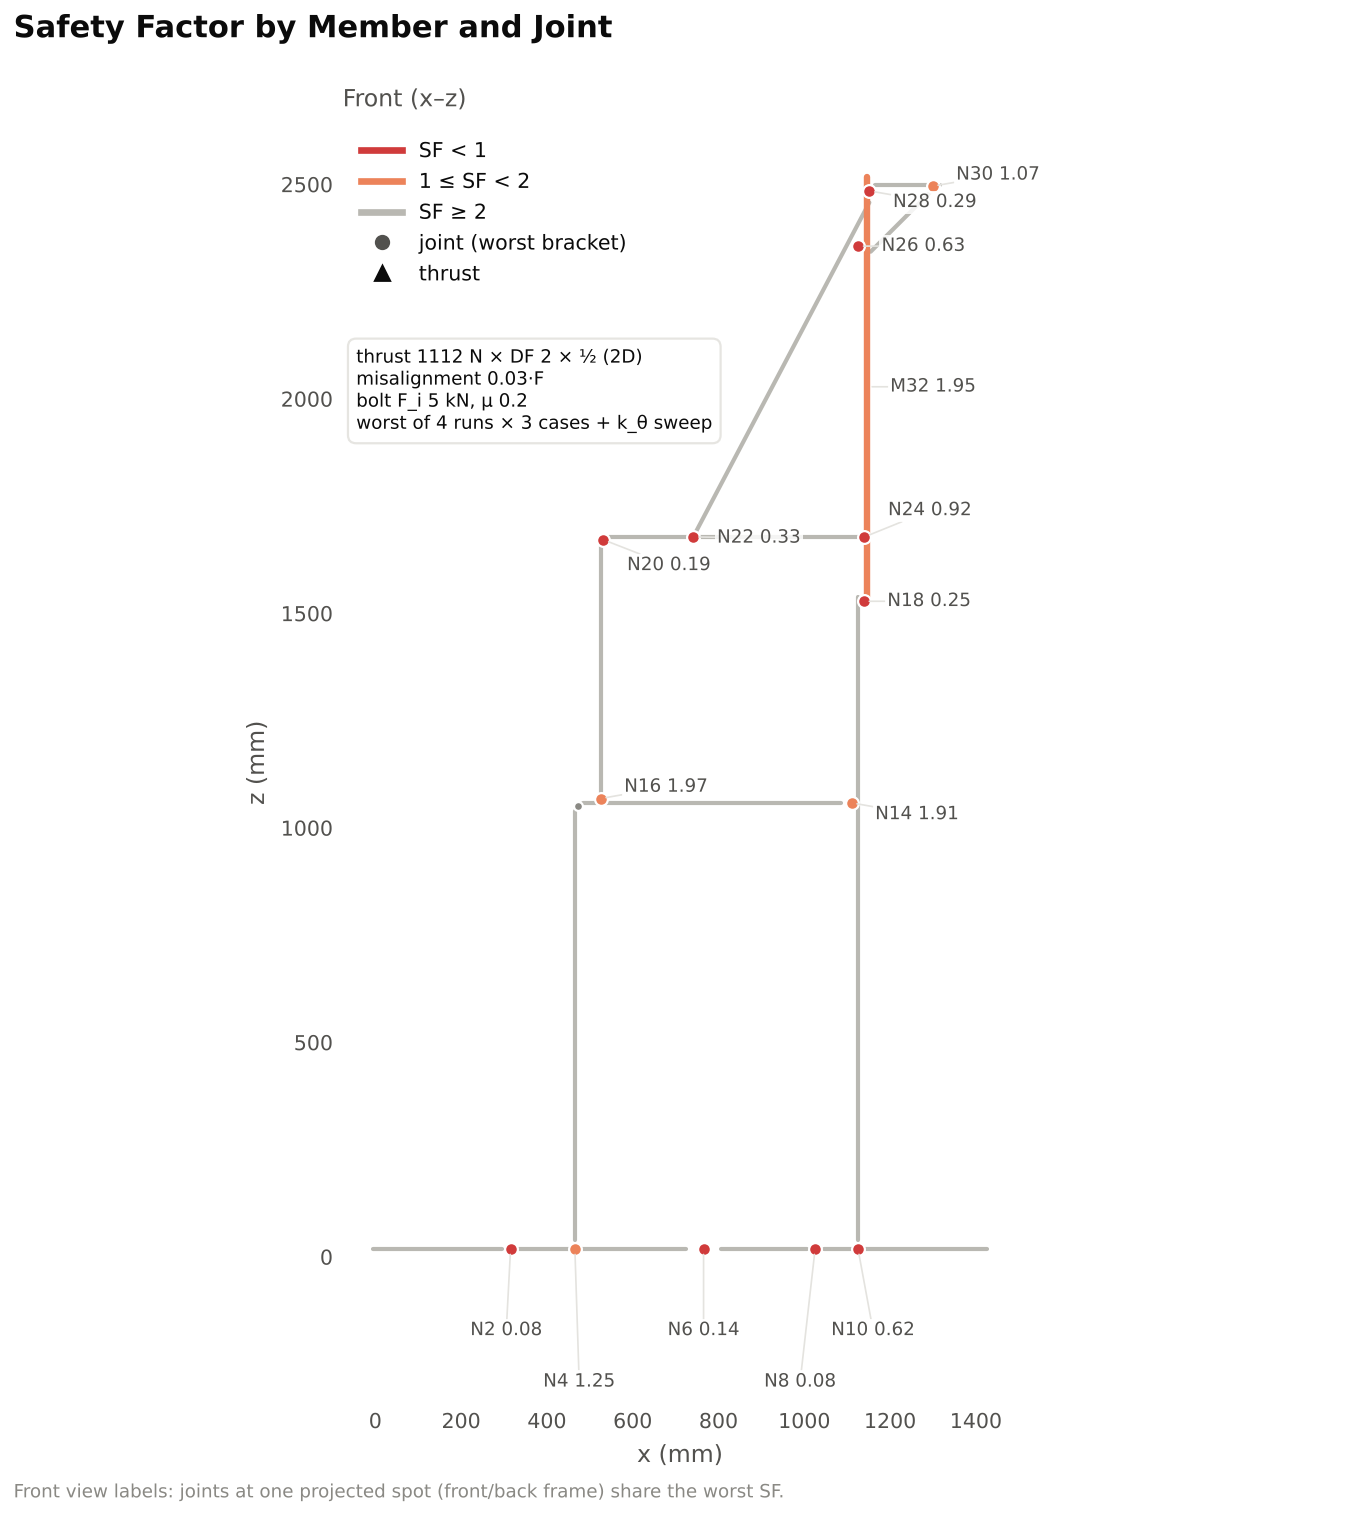 Safety Factor by Member and Joint
Front (x–z)
SF < 1
1 ≤ SF < 2
SF ≥ 2
joint (worst bracket)
thrust
thrust 1112 N × DF 2 × ½ (2D)
misalignment 0.03·F
bolt F_i 5 kN, μ 0.2
worst of 4 runs × 3 cases + k_θ sweep
2500
2000
1500
1000
500
0
z (mm)
N30 1.07
N28 0.29
N26 0.63
M32 1.95
N24 0.92
N22 0.33
N20 0.19
N18 0.25
N16 1.97
N14 1.91
N2 0.08
N6 0.14
N10 0.62
N4 1.25
N8 0.08
0 200 400 600 800 1000 1200 1400
x (mm)
Front view labels: joints at one projected spot (front/back frame) share the worst SF.